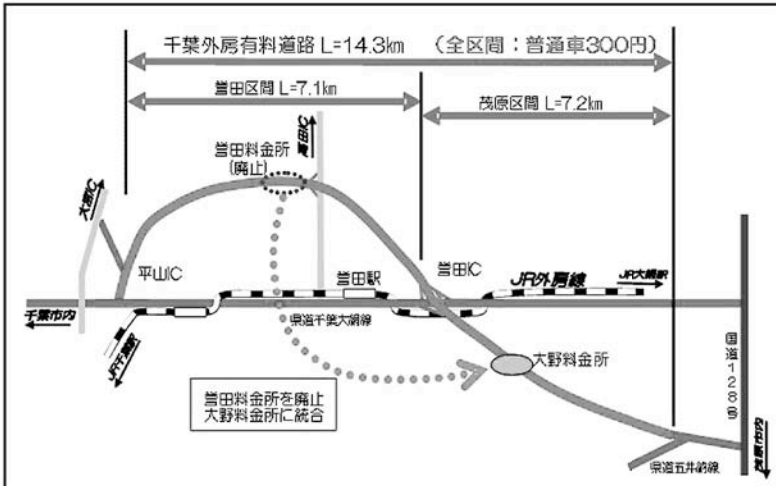 千葉外房有料道路 L=14.3km (全区間：普通車300円)
誉田区間 L=7.1km
茂原区間 L=7.2km
誉田料金所
(廃止)
高田IC
大宮IC
平山IC
誉田駅
誉田IC
JR外房線
JR大網駅
千葉市内
県道千葉大網線
JR千葉駅
大野料金所
国道128号
誉田料金所を廃止
大野料金所に統合
県道五井本納線
茂原市内